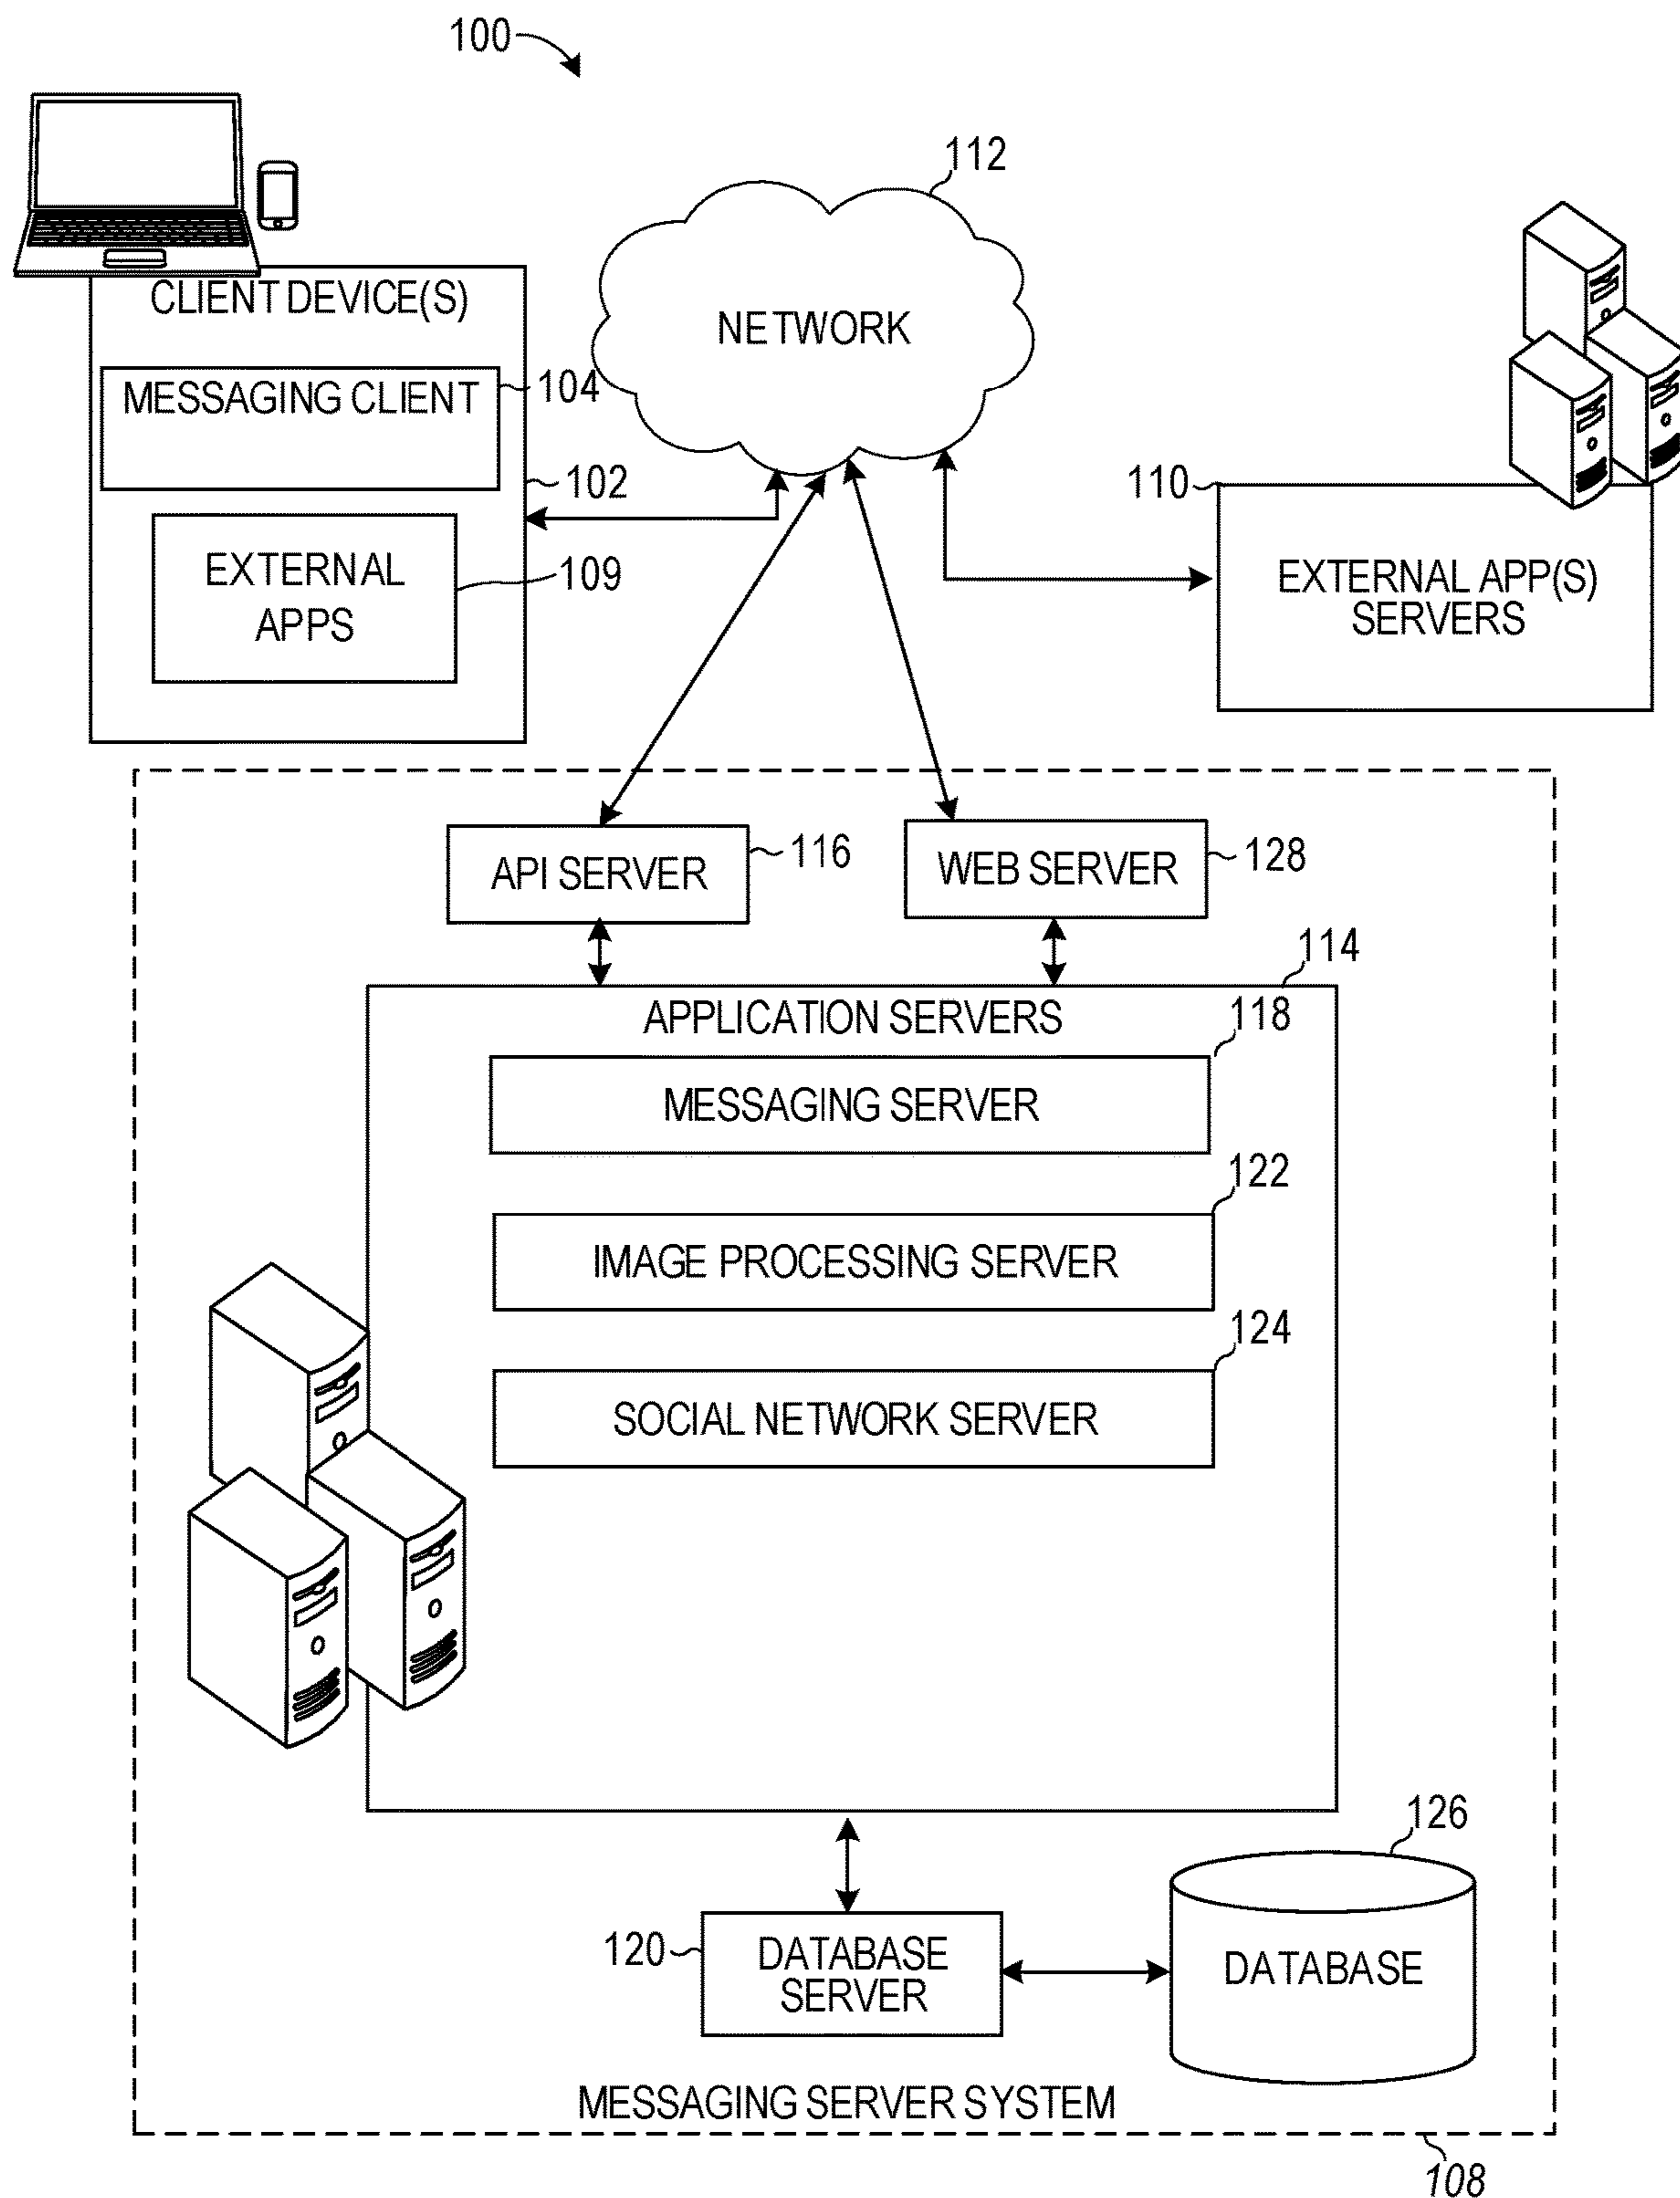 100
112
CLIENT DEVICE(S)
NETWORK
MESSAGING CLIENT
104
102
110
EXTERNAL
APPS
109
EXTERNAL APP(S)
SERVERS
API SERVER
116
WEB SERVER
128
114
APPLICATION SERVERS
118
MESSAGING SERVER
122
IMAGE PROCESSING SERVER
124
SOCIAL NETWORK SERVER
126
120
DATABASE
SERVER
DATABASE
MESSAGING SERVER SYSTEM
108